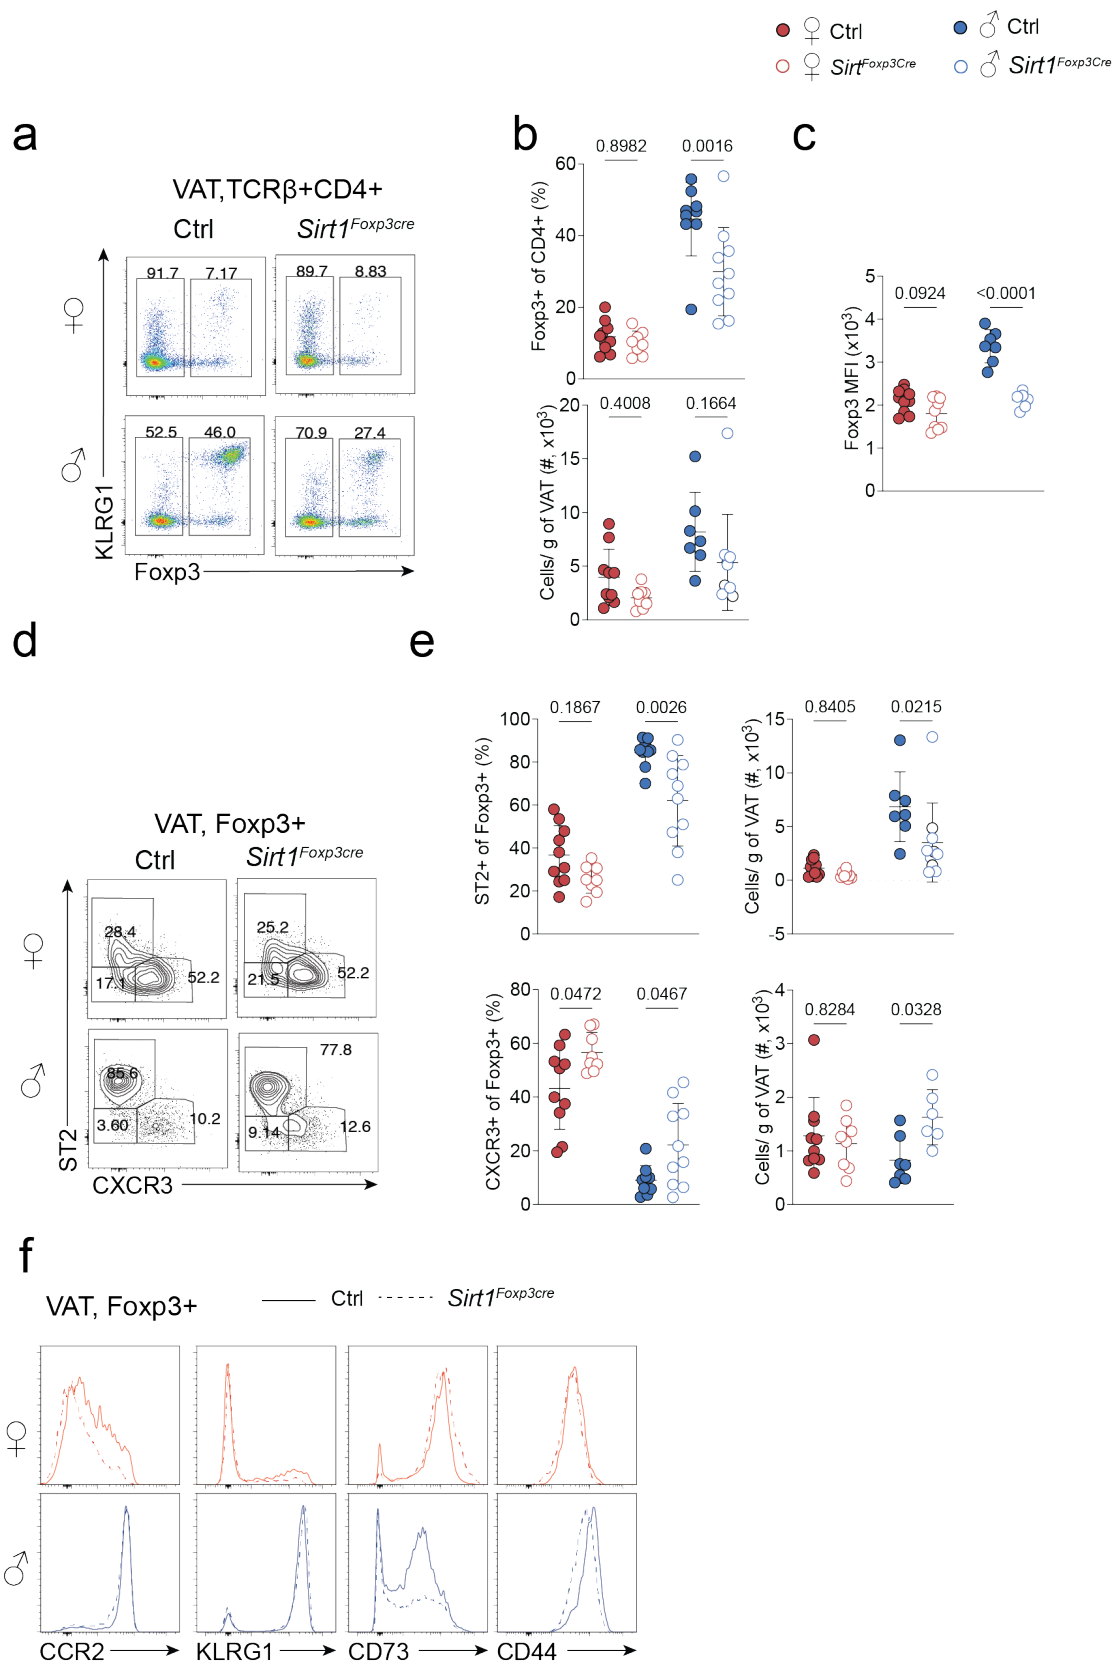 ♀ Ctrl
♂ Ctrl
♀ Sirt^Foxp3Cre
♂ Sirt1^Foxp3Cre
a
VAT,TCRβ+CD4+
Ctrl
Sirt1^Foxp3cre
♀
91.7
7.17
89.7
8.83
♂
52.5
46.0
70.9
27.4
KLRG1
Foxp3
b
0.8982
0.0016
Foxp3+ of CD4+ (%)
60
40
20
0
0.4008
0.1664
Cells/ g of VAT (#, x10³)
20
15
10
5
0
c
0.0924
<0.0001
Foxp3 MFI (x10³)
5
4
3
2
1
0
d
VAT, Foxp3+
Ctrl
Sirt1^Foxp3cre
♀
28.4
17.1
52.2
25.2
21.5
52.2
♂
85.6
3.60
10.2
77.8
9.14
12.6
ST2
CXCR3
e
0.1867
0.0026
ST2+ of Foxp3+ (%)
100
80
60
40
20
0
0.8405
0.0215
Cells/ g of VAT (#, x10³)
15
10
5
0
-5
0.0472
0.0467
CXCR3+ of Foxp3+ (%)
80
60
40
20
0
0.8284
0.0328
Cells/ g of VAT (#, x10³)
4
3
2
1
0
f
VAT, Foxp3+
Ctrl
Sirt1^Foxp3cre
♀
♂
CCR2
KLRG1
CD73
CD44